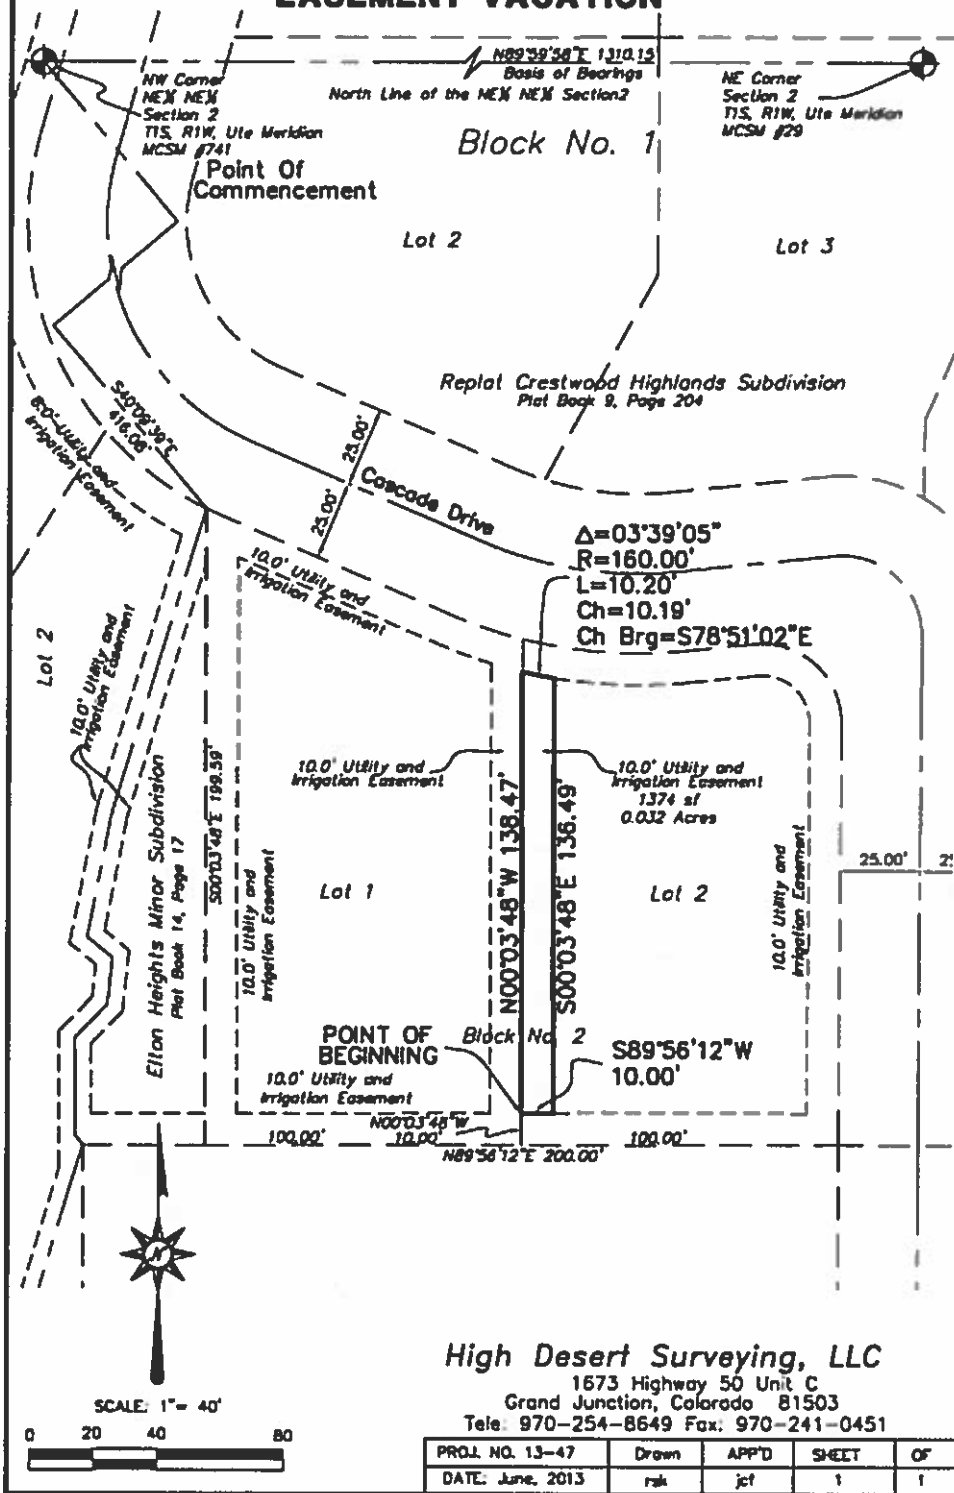 EASEMENT VACATION
N89°59'58"E 1310.15
Basis of Bearings
North Line of the NE¼ NE¼ Section2
NW Corner
NE¼ NE¼
Section 2
T1S, R1W, Ute Meridian
MCSM #741
NE Corner
Section 2
T1S, R1W, Ute Meridian
MCSM #29
Block No. 1
Point Of
Commencement
Lot 2
Lot 3
Replat Crestwood Highlands Subdivision
Plat Book 9, Page 204
S40°09'39"E
416.06'
8.0' Utility and
Irrigation Easement
25.00'
25.00'
Cascade Drive
Δ=03°39'05"
R=160.00'
L=10.20'
Ch=10.19'
Ch Brg=S78°51'02"E
10.0' Utility and
Irrigation Easement
Lot 2
10.0' Utility and
Irrigation Easement
10.0' Utility and
Irrigation Easement
10.0' Utility and
Irrigation Easement
1374 sf
0.032 Acres
S00°03'48"E 199.59'
N00°03'48"W 138.47'
S00°03'48"E 136.49'
Elton Heights Minor Subdivision
Plat Book 14, Page 17
10.0' Utility and
Irrigation Easement
Lot 1
Lot 2
10.0' Utility and
Irrigation Easement
25.00'
POINT OF
BEGINNING
Block No. 2
S89°56'12"W
10.00'
10.0' Utility and
Irrigation Easement
N00°03'48"W
10.00'
100.00'
100.00'
N89°56'12"E 200.00'
N
SCALE: 1"= 40'
0 20 40 80
High Desert Surveying, LLC
1673 Highway 50 Unit C
Grand Junction, Colorado 81503
Tele: 970-254-8649 Fax: 970-241-0451
PROJ. NO. 13-47 Drawn APP'D SHEET OF
DATE: June, 2013 rsk jcf 1 1